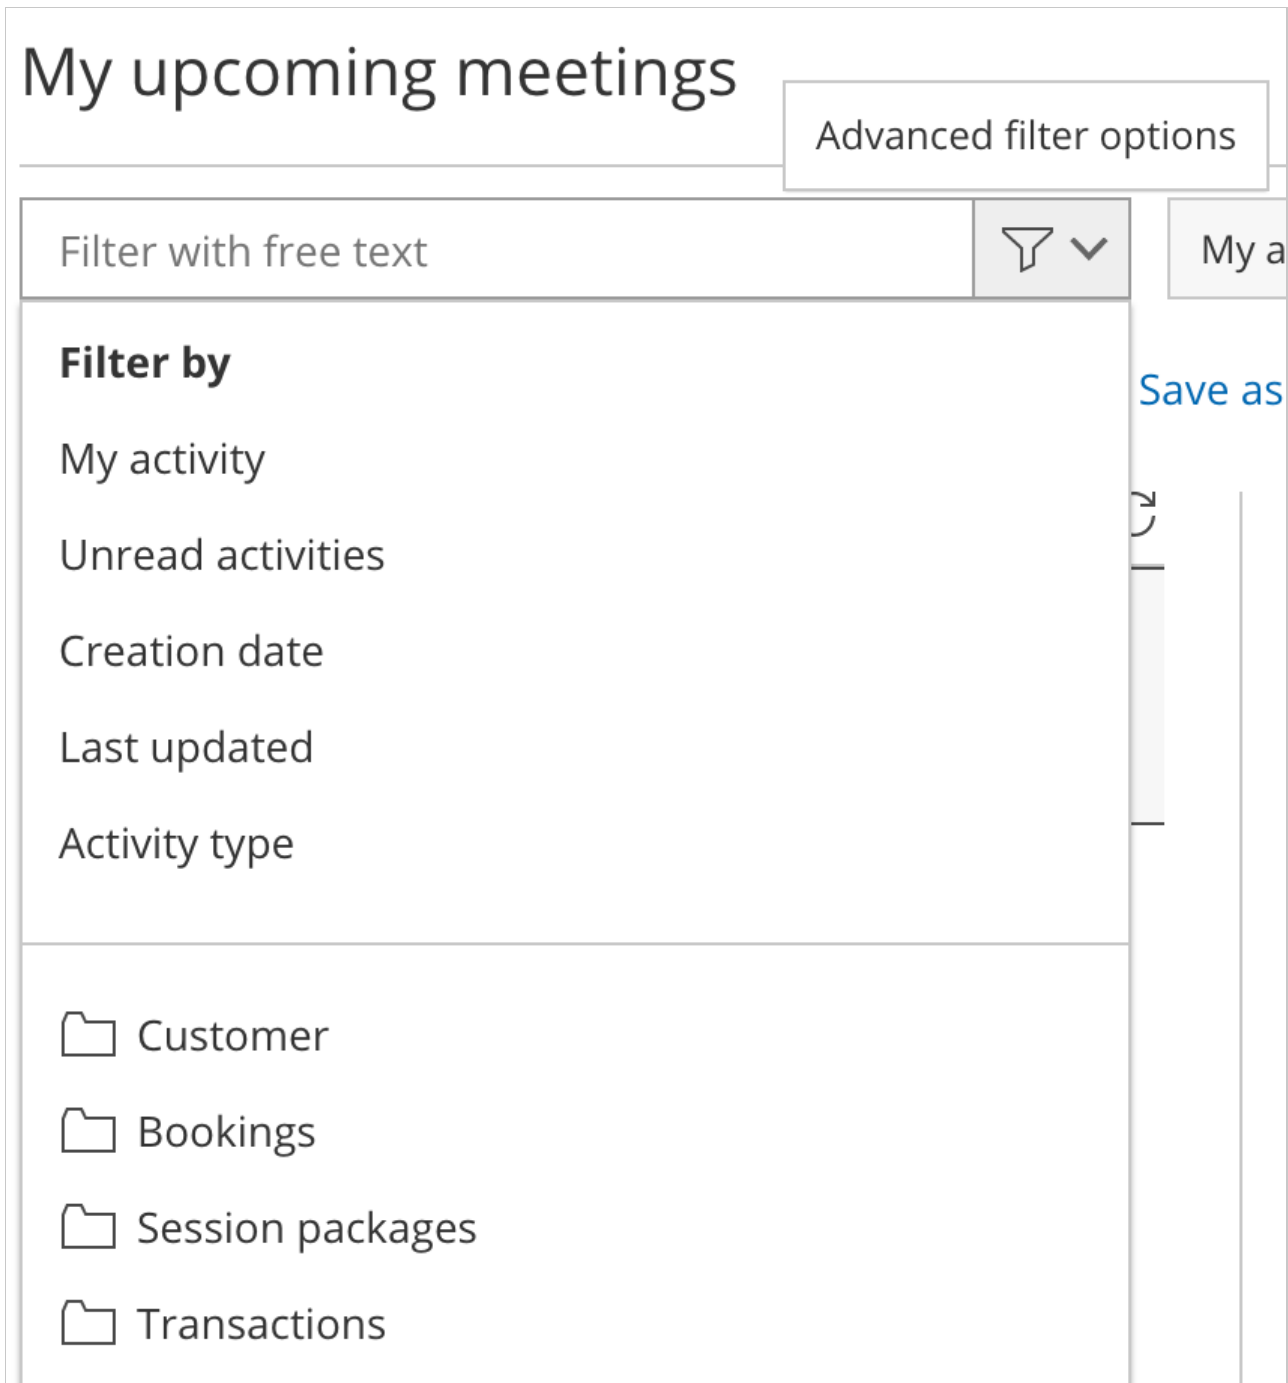 My upcoming meetings
Advanced filter options
Filter with free text
My a
Filter by
Save as
My activity
Unread activities
Creation date
Last updated
Activity type
Customer
Bookings
Session packages
Transactions